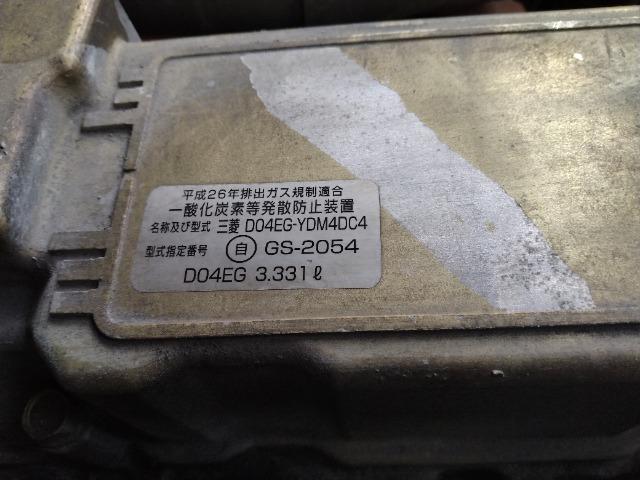 平成26年排出ガス規制適合
一酸化炭素等発散防止装置
名称及び型式 三菱 D04EG-YDM4DC4
型式指定番号 自 GS-2054
D04EG 3.331ℓ